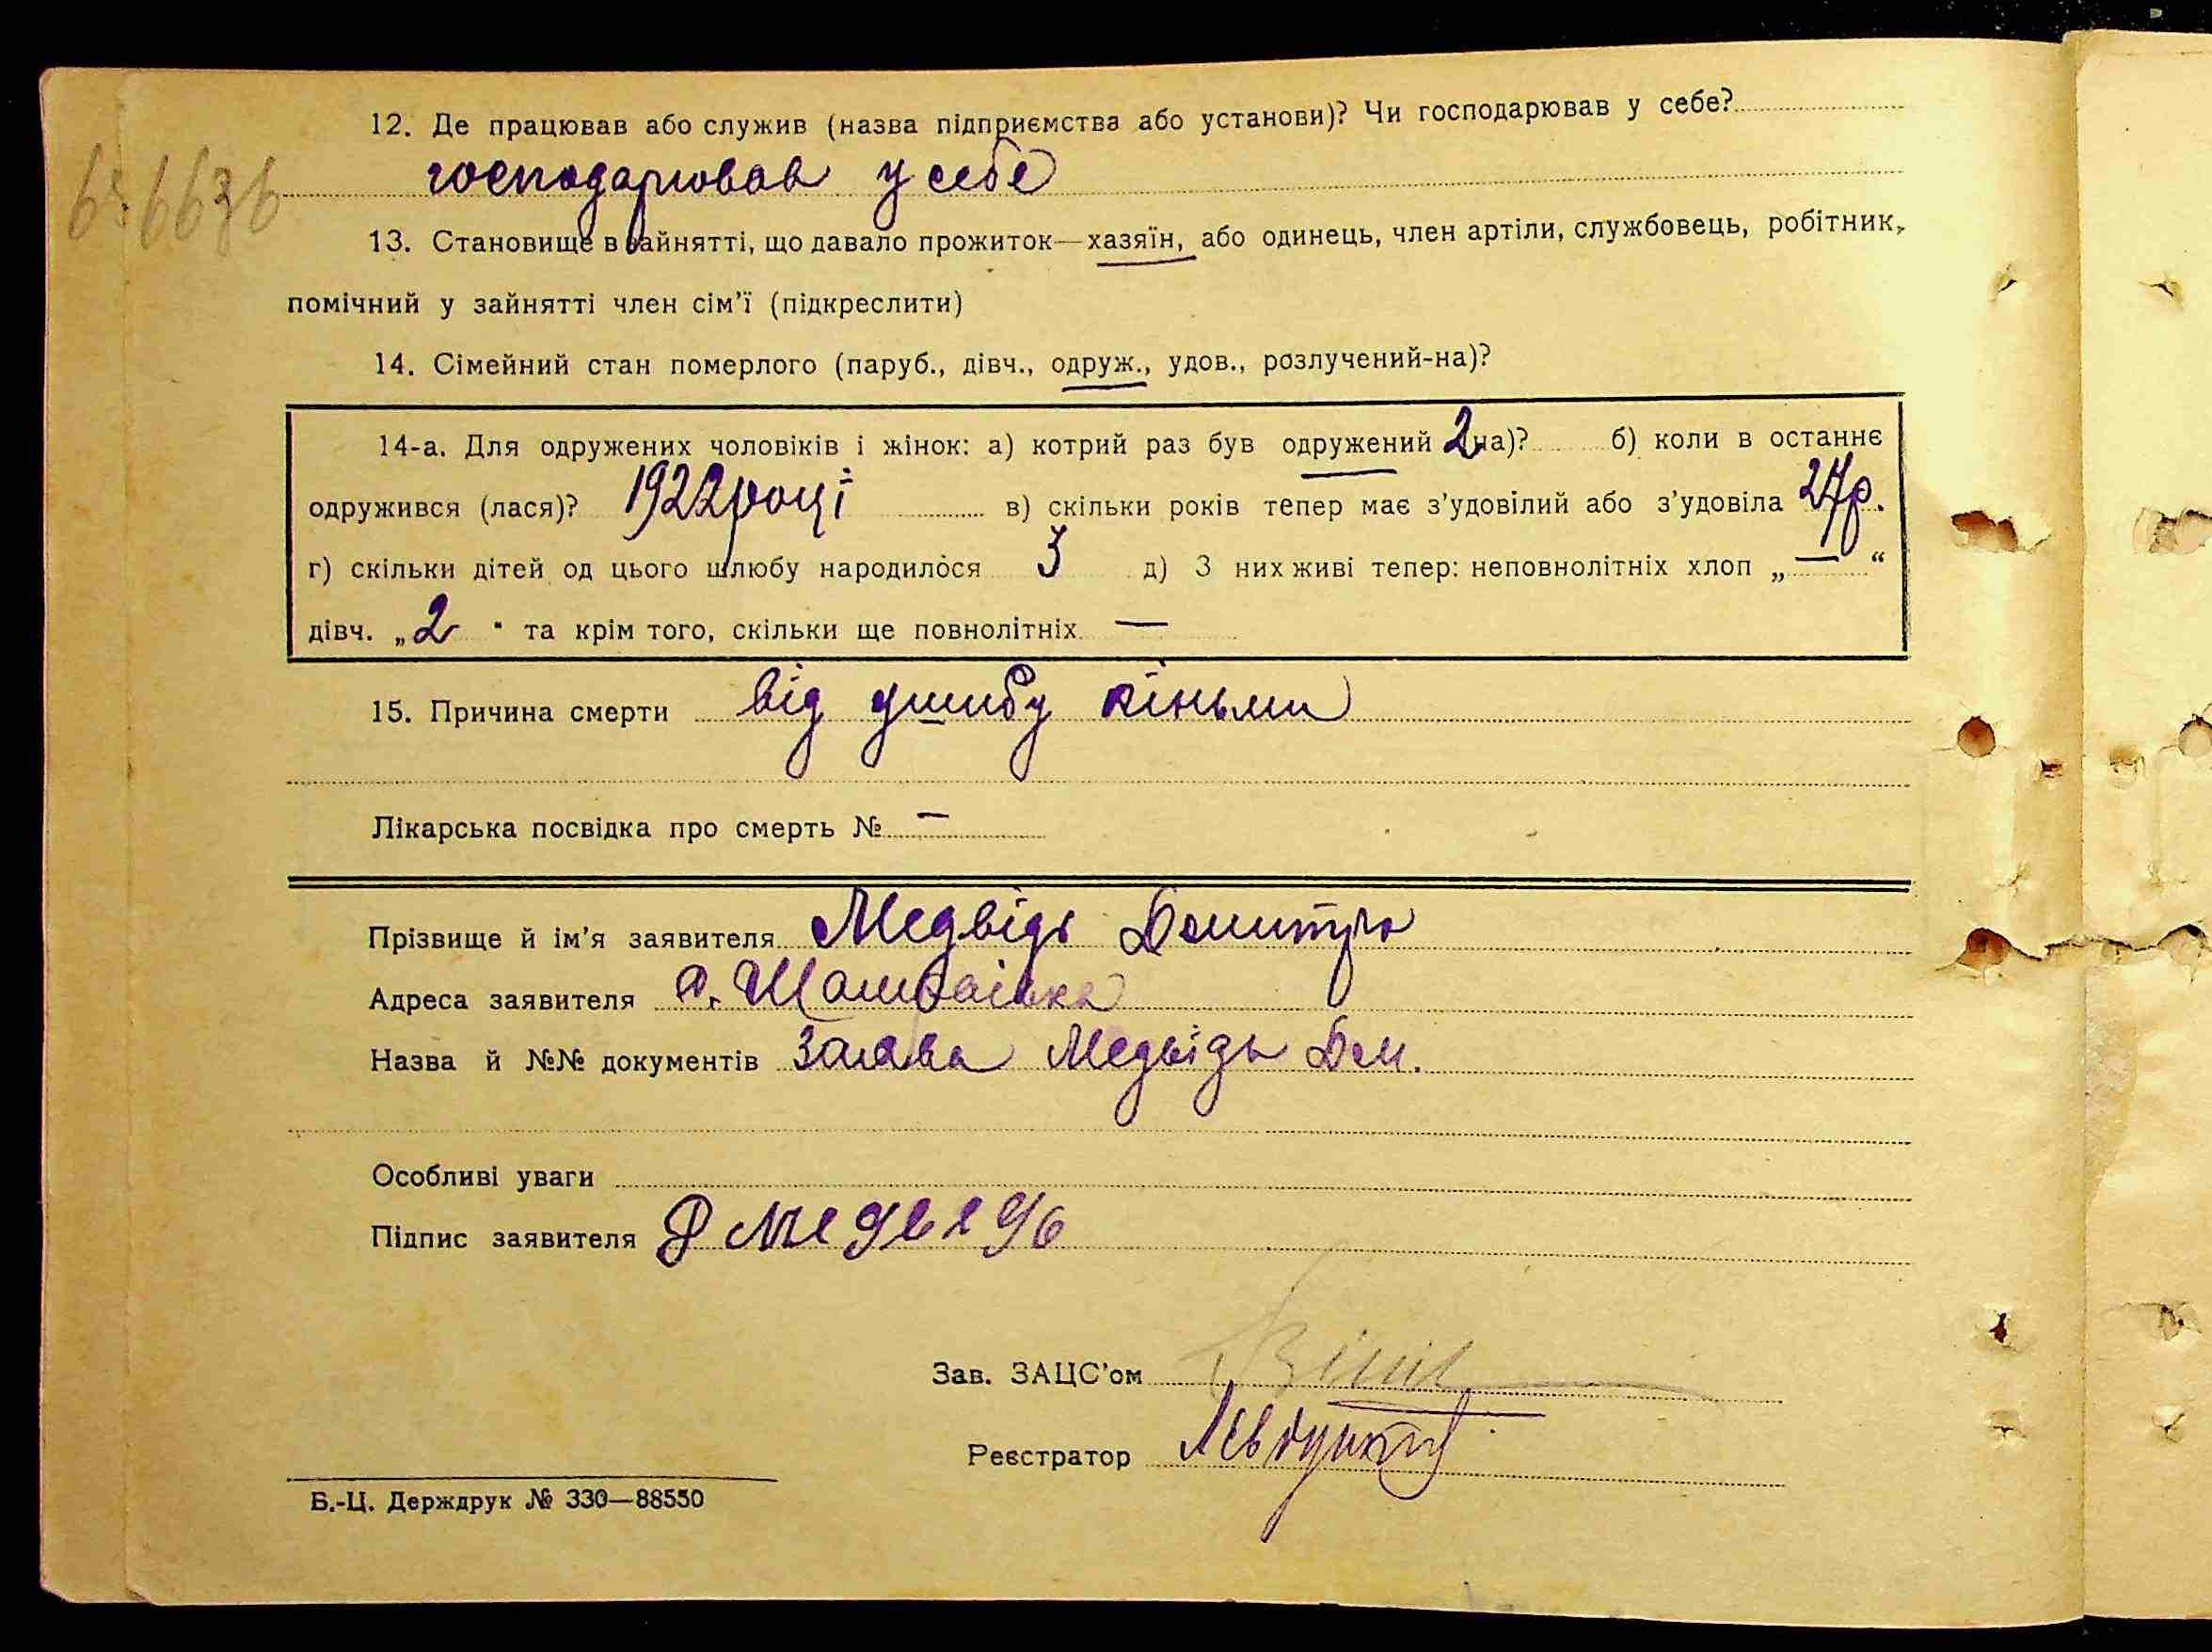 12. Де працював або служив (назва підприємства або установи)? Чи господарював у себе?
господарював у себе
13. Становище в зайнятті, що давало прожиток—хазяїн, або одинець, член артіли, службовець, робітник,
помічний у зайнятті член сім’ї (підкреслити)
14. Сімейний стан померлого (паруб., дівч., одруж., удов., розлучений-на)?
14-а. Для одружених чоловіків і жінок: а) котрий раз був одружений 2 на)? б) коли в останнє
одружився (лася)? 1922 році в) скільки років тепер має з’удовілий або з’удовіла 27 р.
г) скільки дітей од цього шлюбу народилося 3 д) З них живі тепер: неповнолітніх хлоп „ — “
дівч. „ 2 “ та крім того, скільки ще повнолітніх —
15. Причина смерти від ушибу кіньми
Лікарська посвідка про смерть № —
Прізвище й ім’я заявителя Медвідь Домитро
Адреса заявителя с.
Назва й №№ документів Заява Медвідь Дом.
Особливі уваги
Підпис заявителя Д Медведь
Зав. ЗАЦС’ом
Реєстратор
Б.-Ц. Держдрук № 330—88550